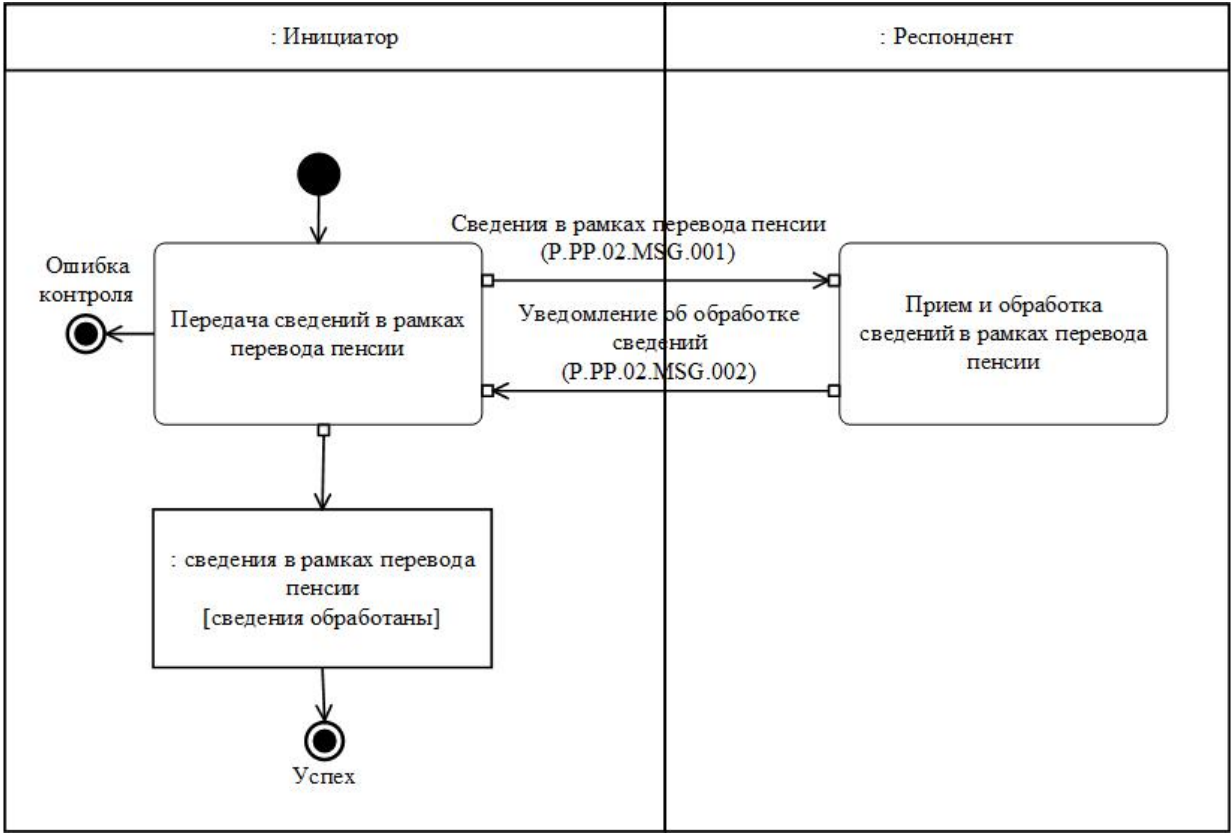 : Инициатор
: Респондент
Сведения в рамках перевода пенсии
(P.PP.02.MSG.001)
Ошибка
контроля
Передача сведений в рамках
перевода пенсии
Уведомление об обработке
сведений
(P.PP.02.MSG.002)
Прием и обработка
сведений в рамках перевода
пенсии
: сведения в рамках перевода
пенсии
[сведения обработаны]
Успех